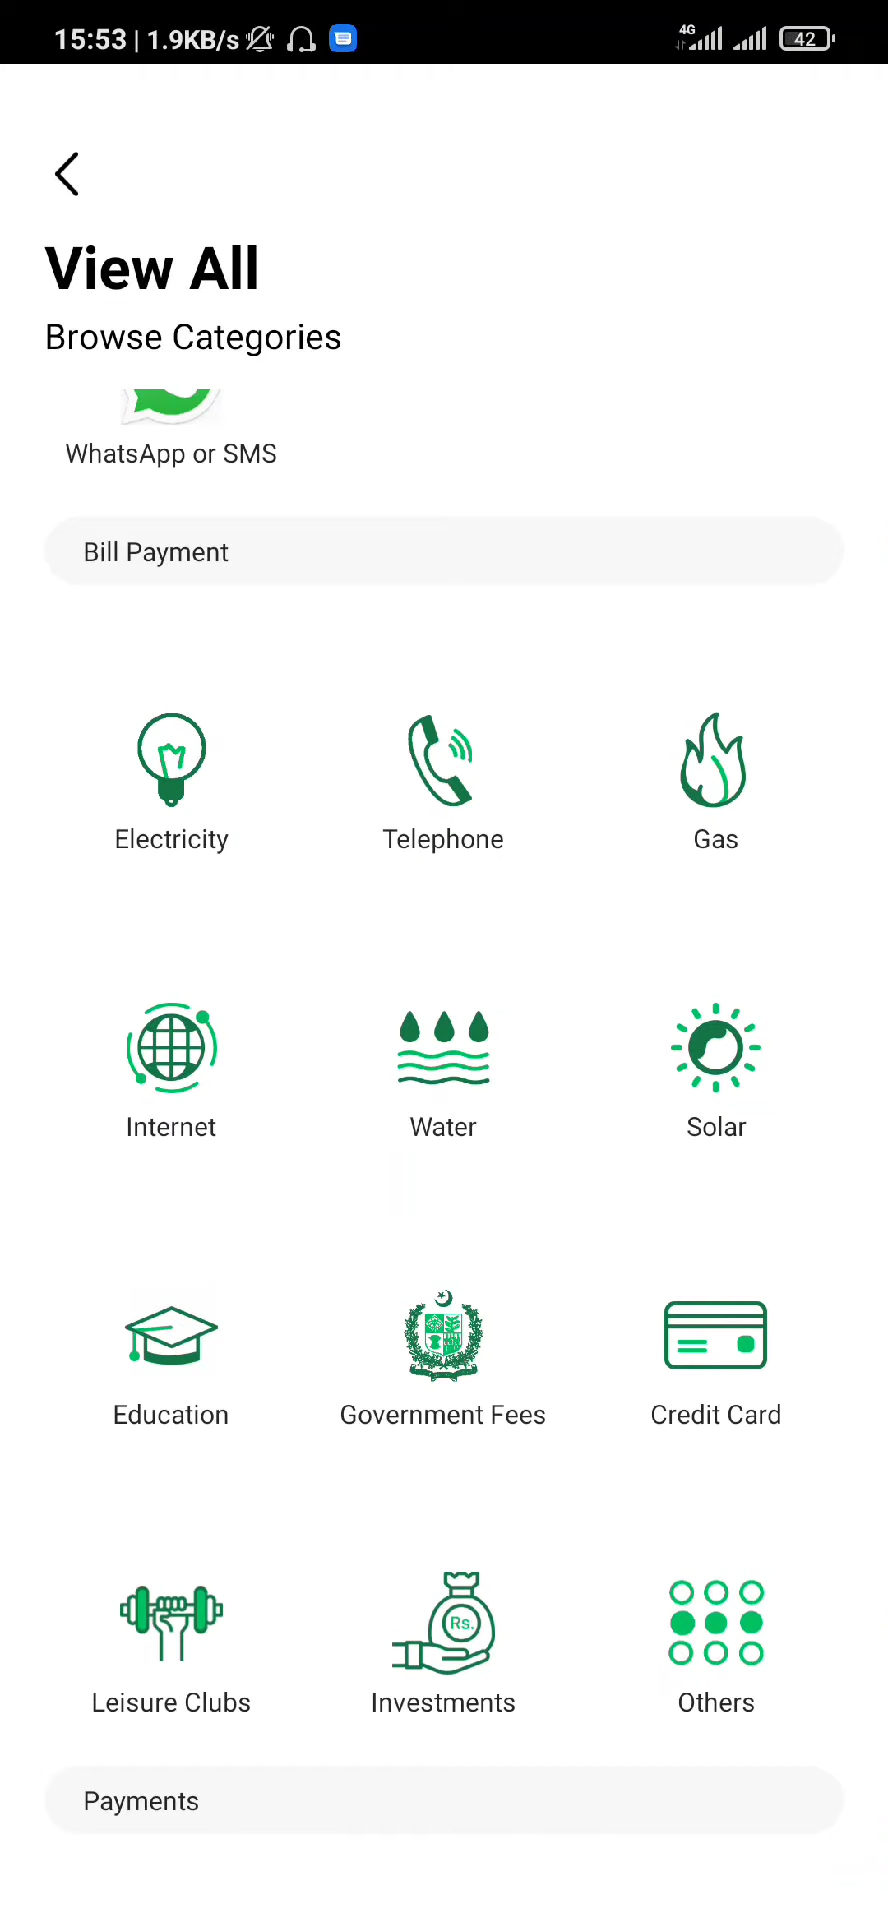 15:53 | 1.9KB/s 4G 42
View All
Browse Categories
WhatsApp or SMS
Bill Payment
Electricity Telephone Gas
Internet Water Solar
Education Government Fees Credit Card
Rs.
Leisure Clubs Investments Others
Payments